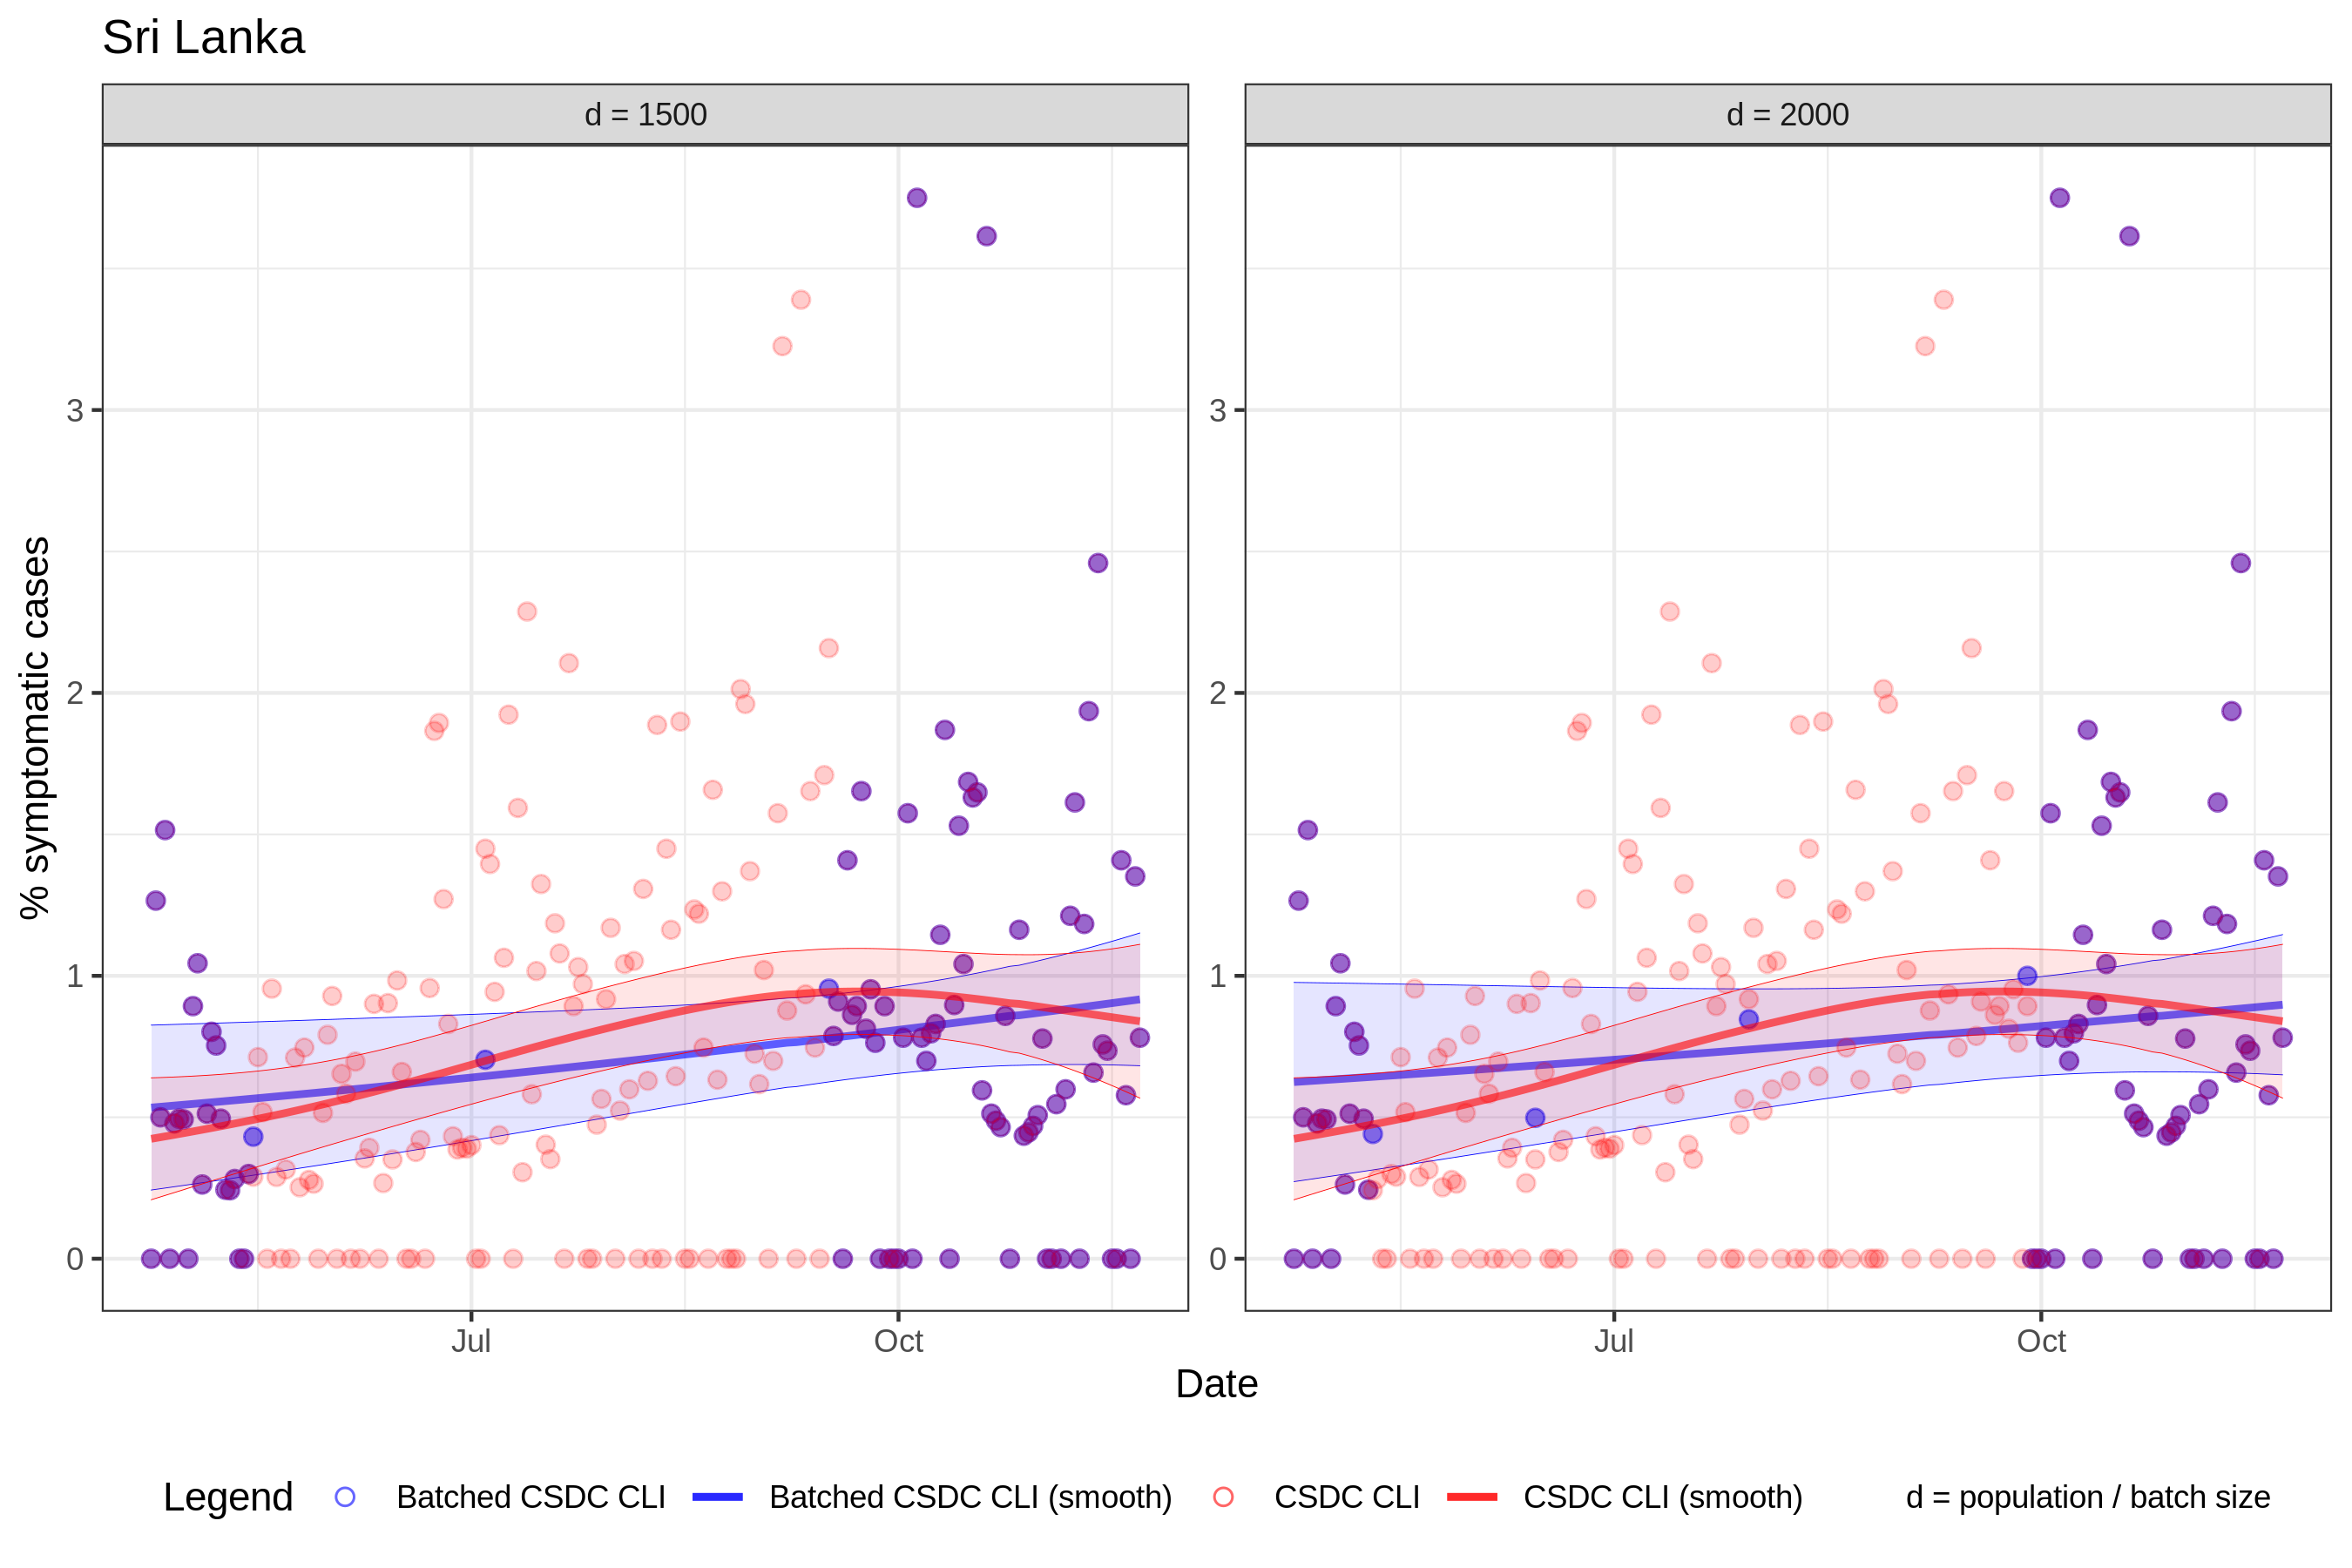 Sri Lanka
d = 1500
d = 2000
% symptomatic cases
3
2
1
0
3
2
1
0
Jul
Oct
Jul
Oct
Date
Legend
Batched CSDC CLI
Batched CSDC CLI (smooth)
CSDC CLI
CSDC CLI (smooth)
d = population / batch size